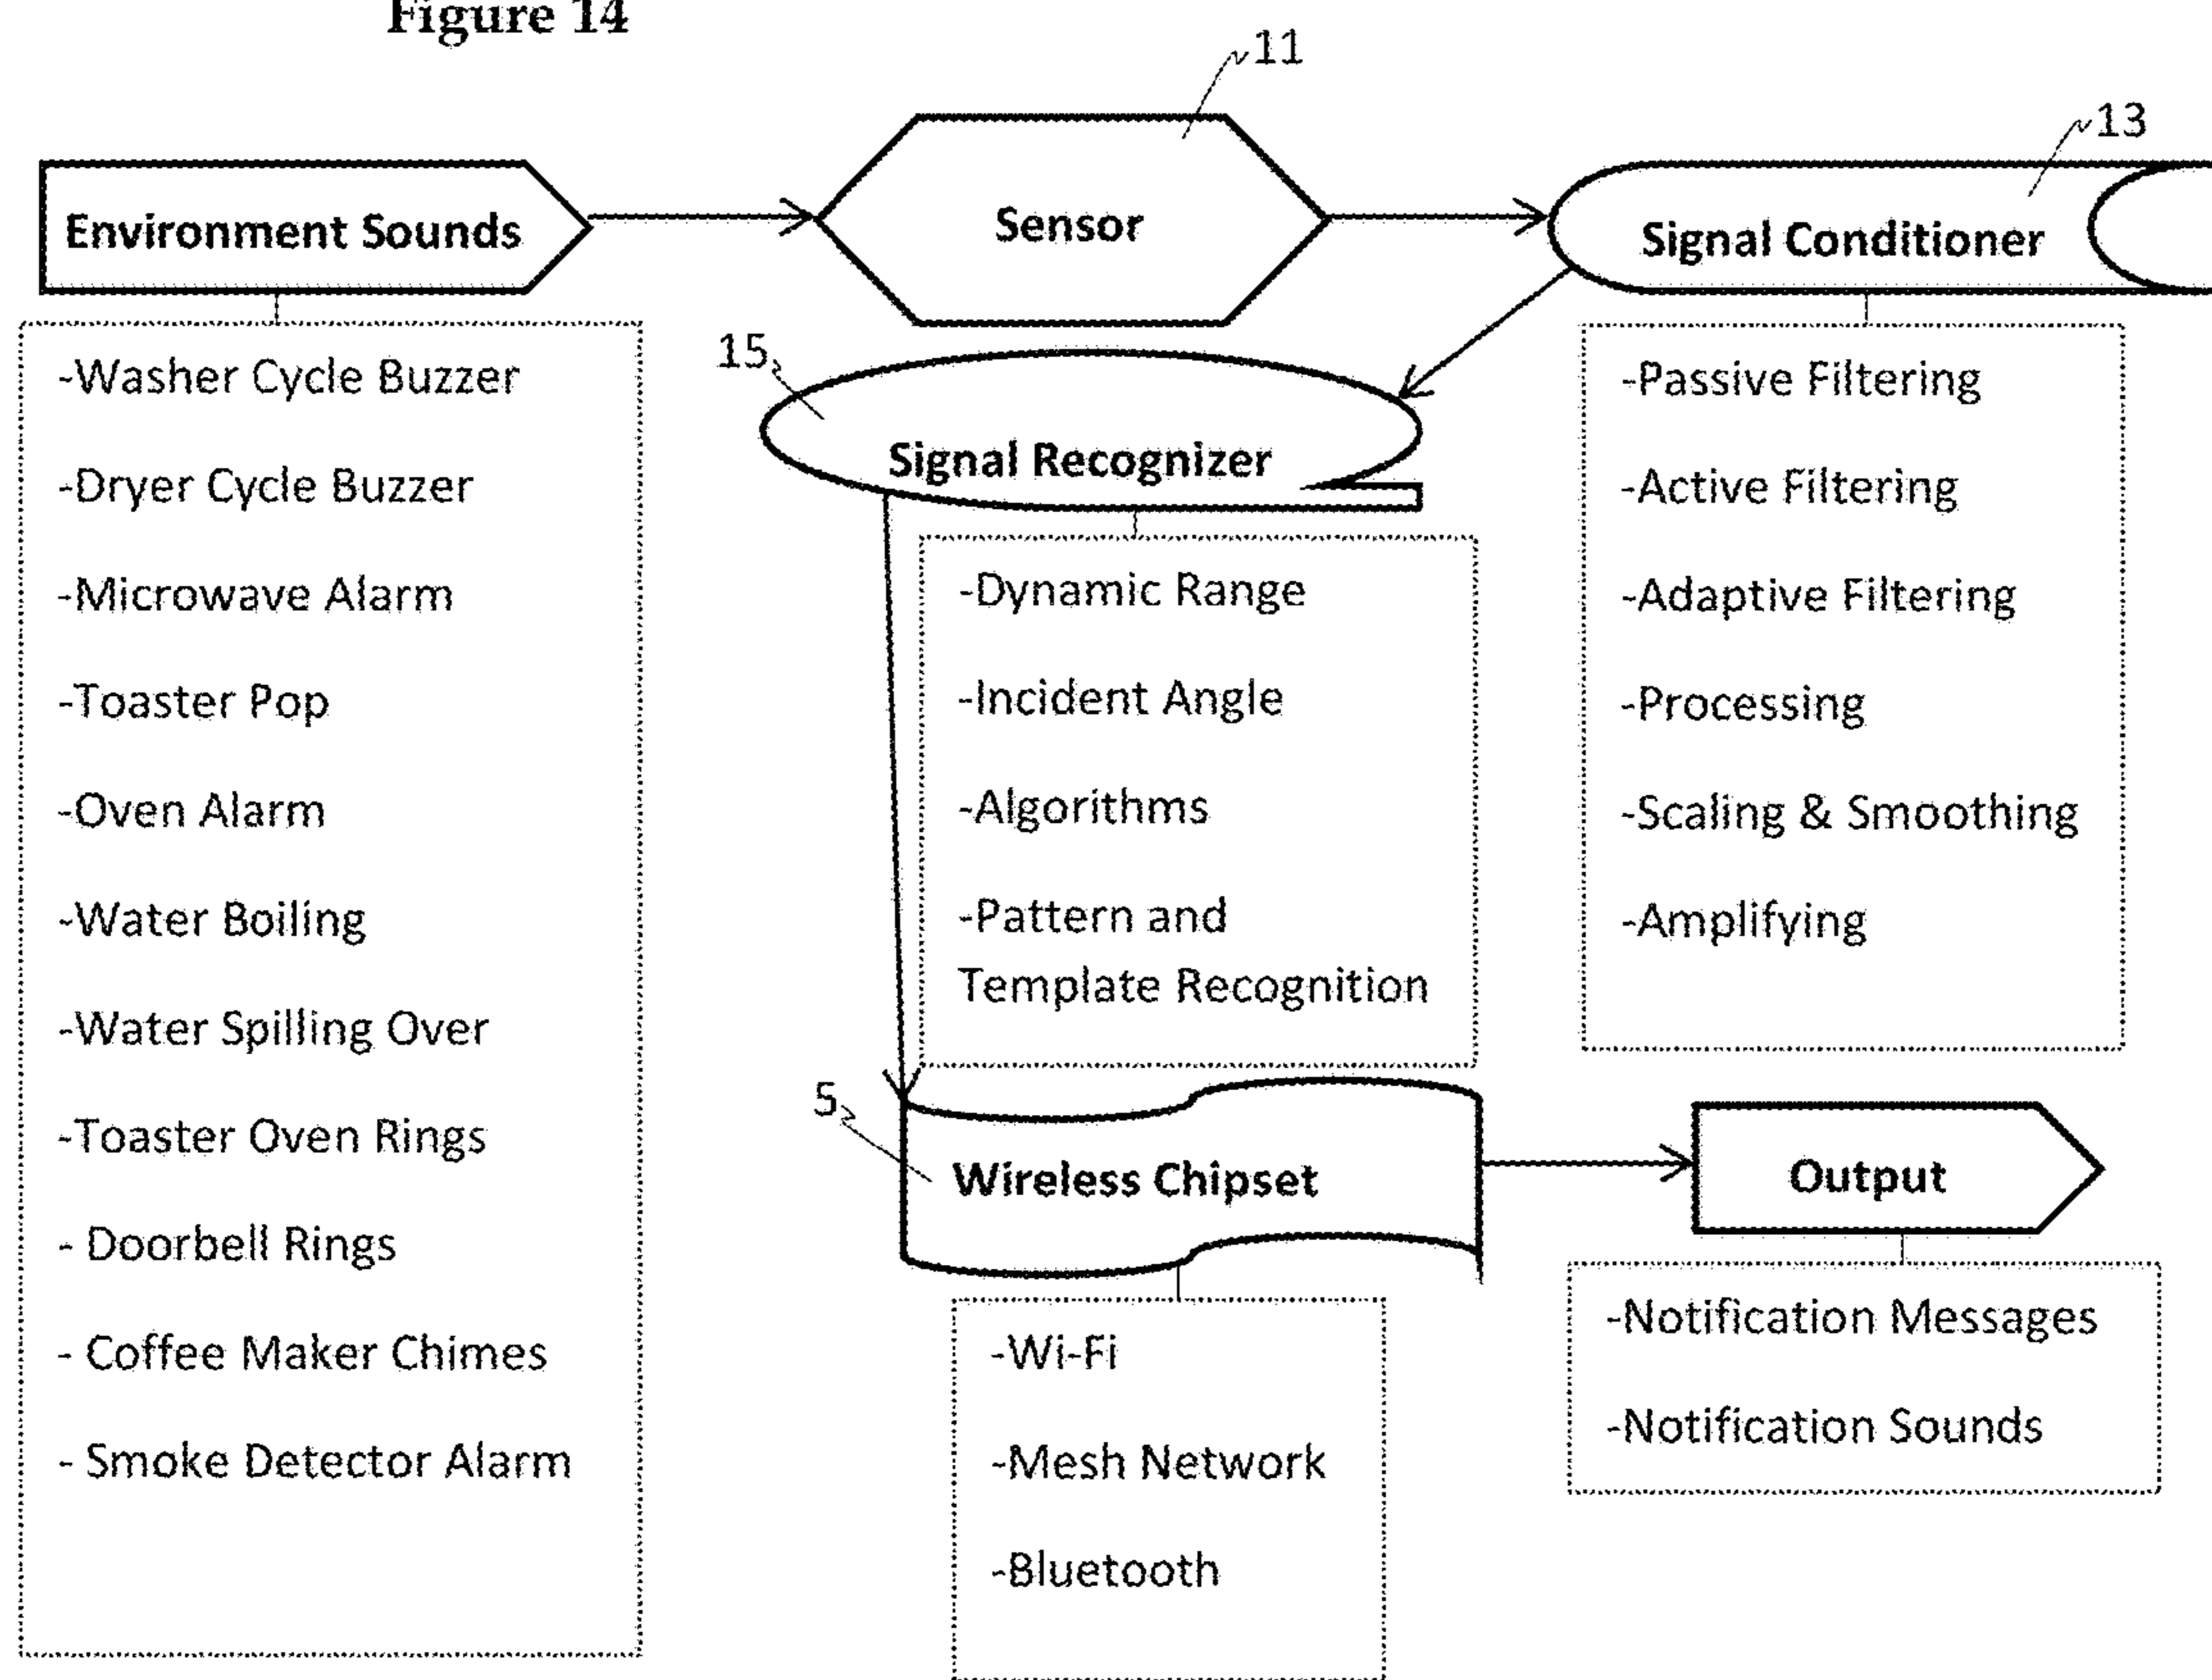 Figure 14
11
13
Environment Sounds
Sensor
Signal Conditioner
-Washer Cycle Buzzer
-Dryer Cycle Buzzer
-Microwave Alarm
-Toaster Pop
-Oven Alarm
-Water Boiling
-Water Spilling Over
-Toaster Oven Rings
- Doorbell Rings
- Coffee Maker Chimes
- Smoke Detector Alarm
15
Signal Recognizer
-Dynamic Range
-Incident Angle
-Algorithms
-Pattern and
Template Recognition
-Passive Filtering
-Active Filtering
-Adaptive Filtering
-Processing
-Scaling & Smoothing
-Amplifying
5
Wireless Chipset
-Wi-Fi
-Mesh Network
-Bluetooth
Output
-Notification Messages
-Notification Sounds